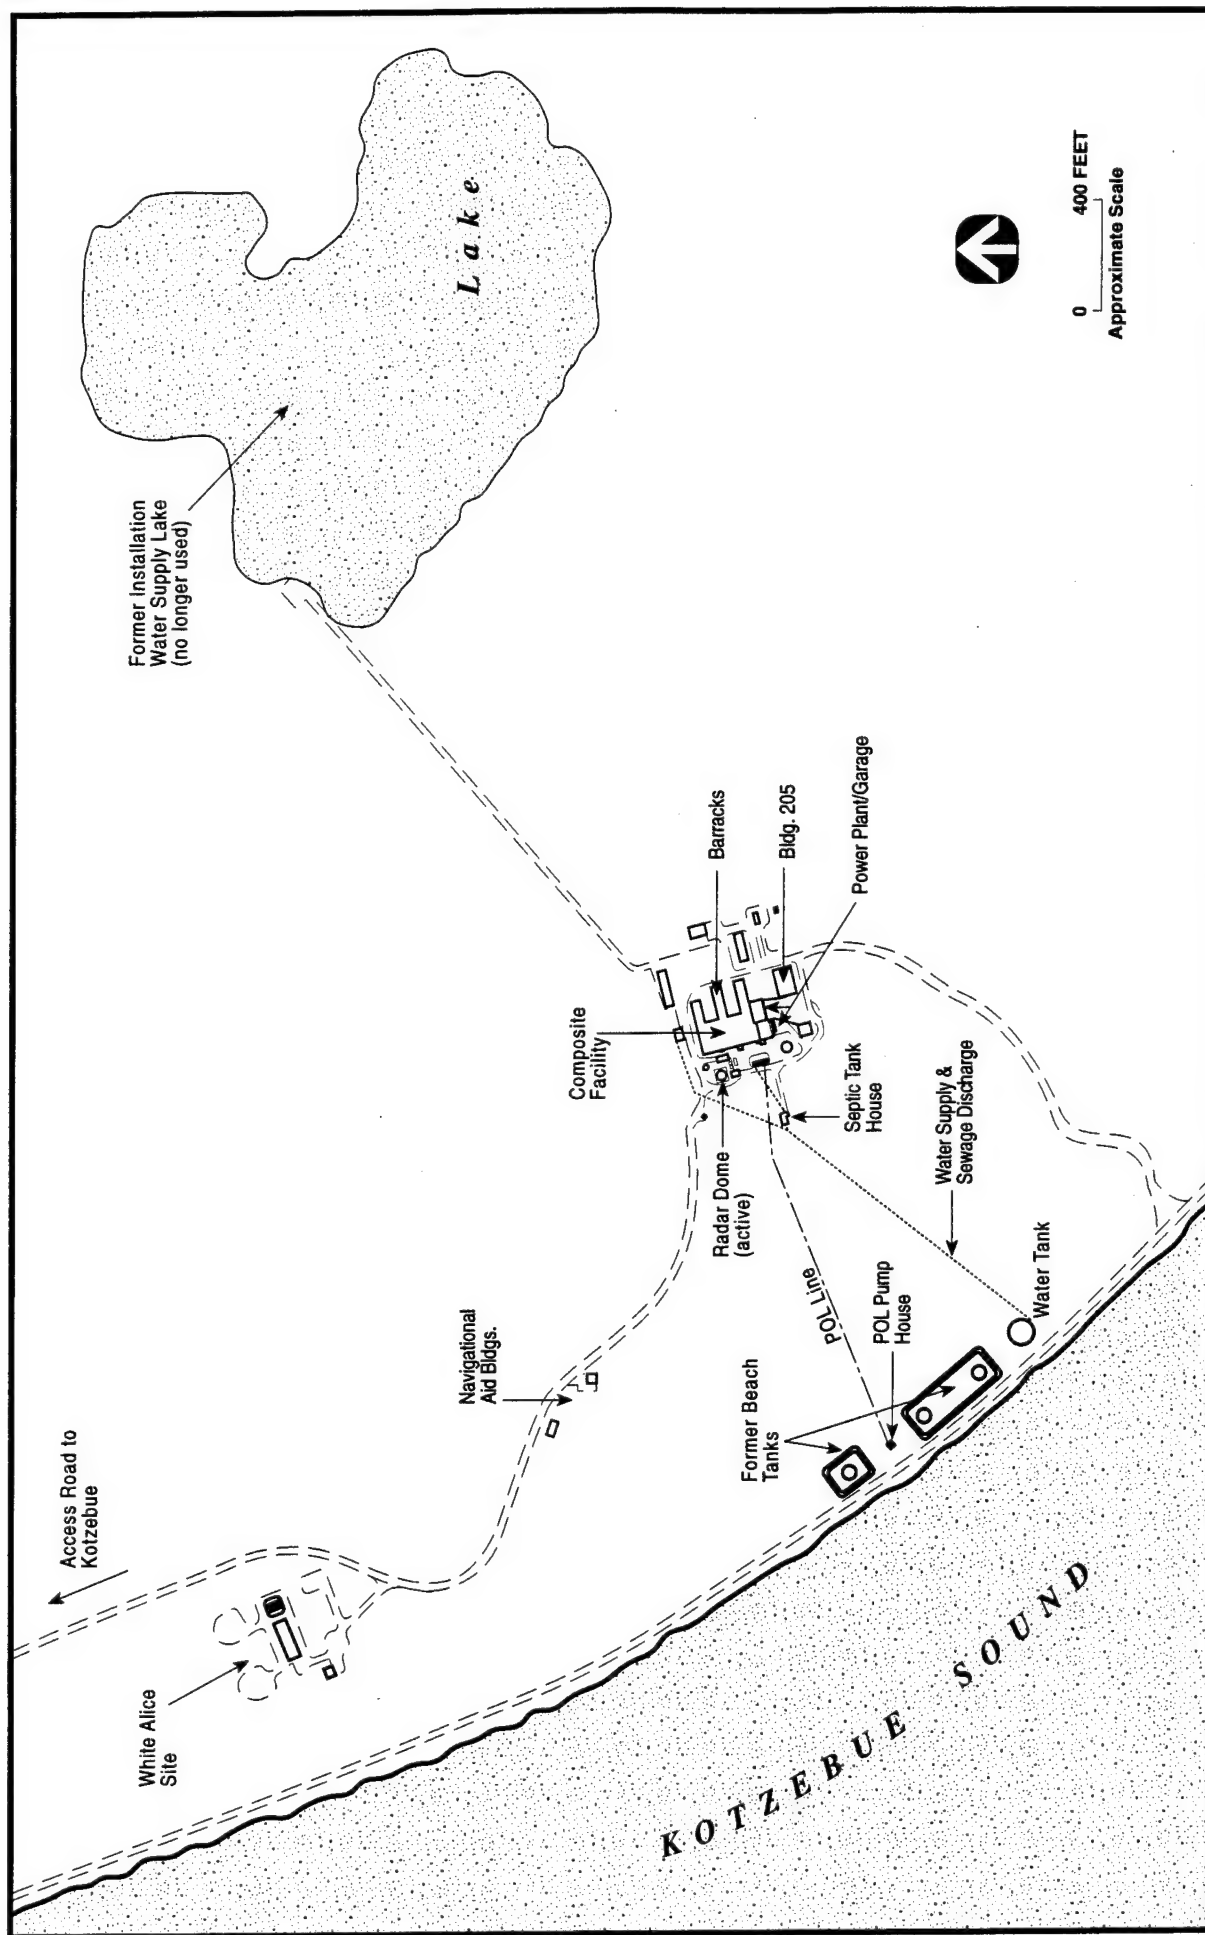 Access Road to
Kotzebue
White Alice
Site
Former Installation
Water Supply Lake
(no longer used)
Lake
Navigational
Aid Bldgs.
Composite
Facility
Barracks
Bldg. 205
Power Plant/Garage
Radar Dome
(active)
Septic Tank
House
POL Line
Former Beach
Tanks
POL Pump
House
Water Supply &
Sewage Discharge
Water Tank
KOTZEBUE SOUND
0 400 FEET
Approximate Scale